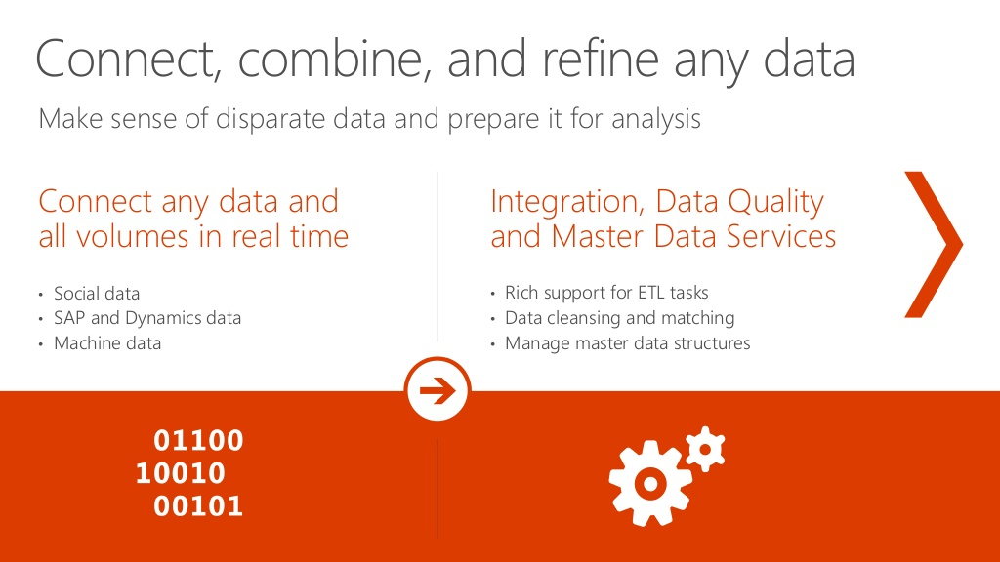 Connect, combine, and refine any data
Make sense of disparate data and prepare it for analysis
Connect any data and
all volumes in real time
• Social data
• SAP and Dynamics data
• Machine data
Integration, Data Quality
and Master Data Services
• Rich support for ETL tasks
• Data cleansing and matching
• Manage master data structures
01100
10010
00101